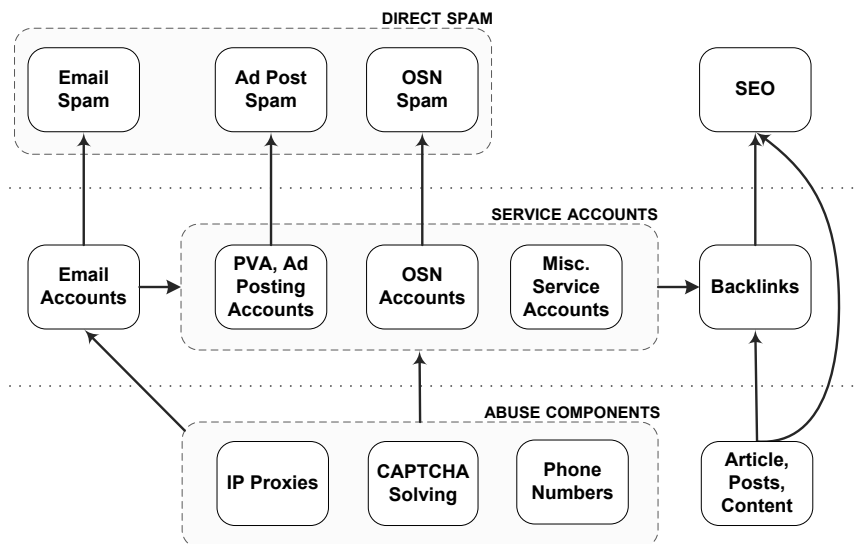 DIRECT SPAM
Email
Spam
Ad Post
Spam
OSN
Spam
SEO
SERVICE ACCOUNTS
Email
Accounts
PVA, Ad
Posting
Accounts
OSN
Accounts
Misc.
Service
Accounts
Backlinks
ABUSE COMPONENTS
IP Proxies
CAPTCHA
Solving
Phone
Numbers
Article,
Posts,
Content